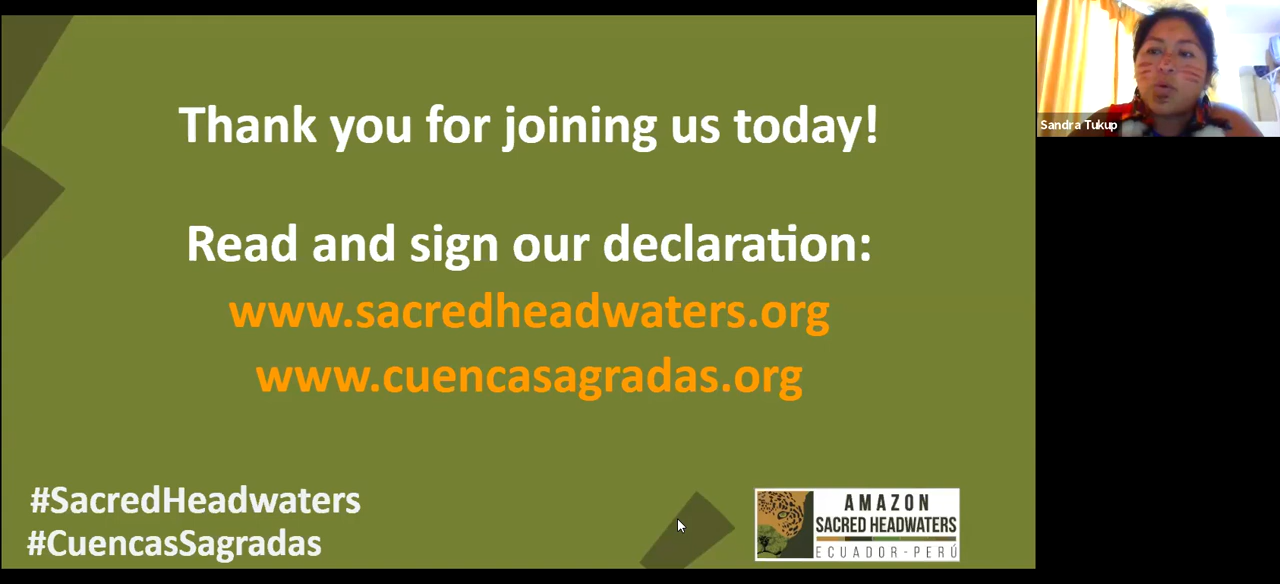 Thank you for joining us today!
Read and sign our declaration:
www.sacredheadwaters.org
www.cuencasagradas.org
#SacredHeadwaters
#CuencasSagradas
AMAZON
SACRED HEADWATERS
ECUADOR-PERÚ
Sandra Tukup